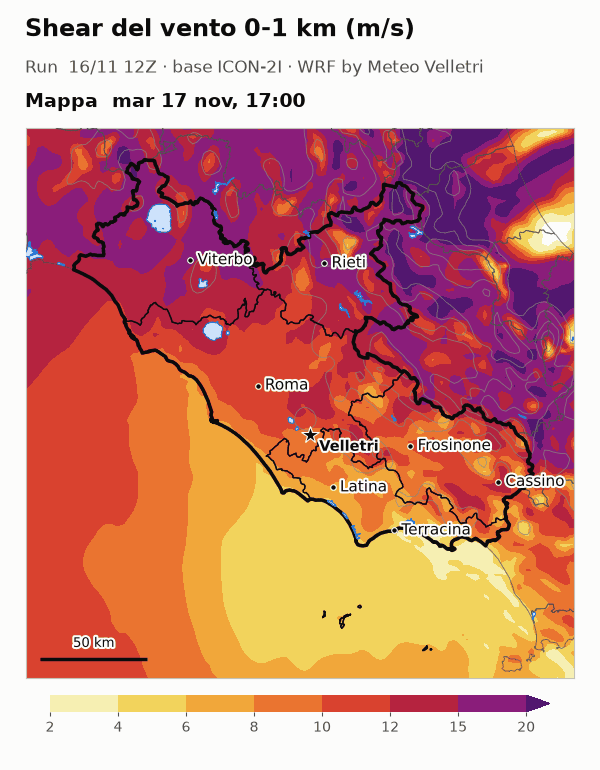 Shear del vento 0-1 km (m/s)
Run  16/11 12Z · base ICON-2I · WRF by Meteo Velletri
Mappa  mar 17 nov, 17:00
Viterbo
Rieti
Roma
Velletri
Frosinone
Cassino
Latina
Terracina
50 km
2 4 6 8 10 12 15 20